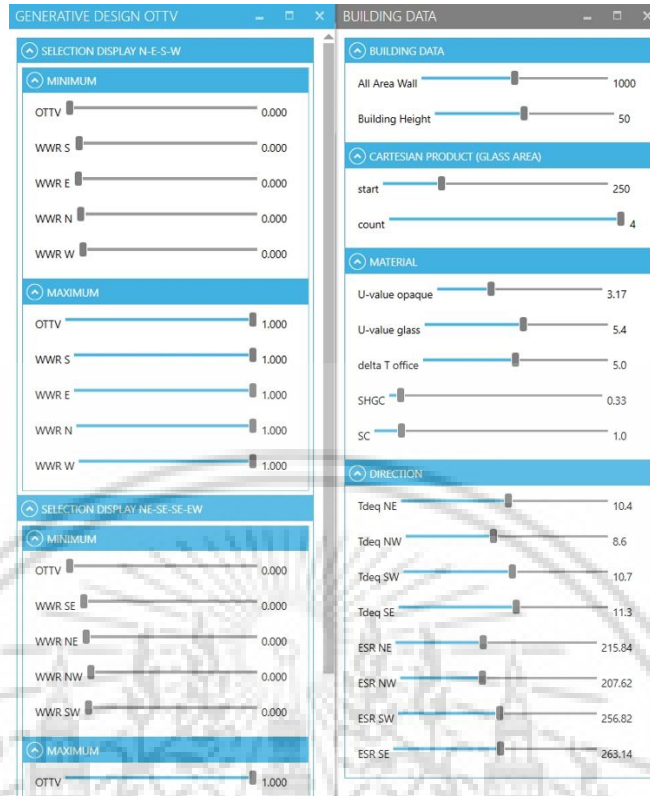 GENERATIVE DESIGN OTTV
SELECTION DISPLAY N-E-S-W
MINIMUM
OTTV 0.000
WWR S 0.000
WWR E 0.000
WWR N 0.000
WWR W 0.000
MAXIMUM
OTTV 1.000
WWR S 1.000
WWR E 1.000
WWR N 1.000
WWR W 1.000
SELECTION DISPLAY NE-SE-SE-EW
MINIMUM
OTTV 0.000
WWR SE 0.000
WWR NE 0.000
WWR NW 0.000
WWR SW 0.000
MAXIMUM
OTTV 1.000
BUILDING DATA
BUILDING DATA
All Area Wall 1000
Building Height 50
CARTESIAN PRODUCT (GLASS AREA)
start 250
count 4
MATERIAL
U-value opaque 3.17
U-value glass 5.4
delta T office 5.0
SHGC 0.33
SC 1.0
DIRECTION
Tdeq NE 10.4
Tdeq NW 8.6
Tdeq SW 10.7
Tdeq SE 11.3
ESR NE 215.84
ESR NW 207.62
ESR SW 256.82
ESR SE 263.14